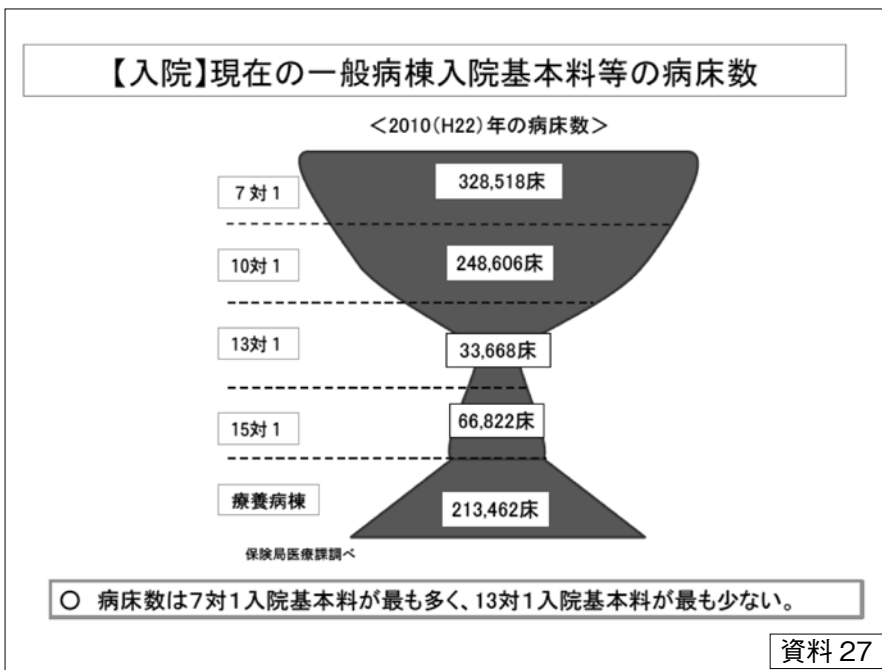 【入院】現在の一般病棟入院基本料等の病床数
＜2010(H22)年の病床数＞
7対1
328,518床
10対1
248,606床
13対1
33,668床
15対1
66,822床
療養病棟
213,462床
保険局医療課調べ
○ 病床数は7対1入院基本料が最も多く、13対1入院基本料が最も少ない。
資料 27